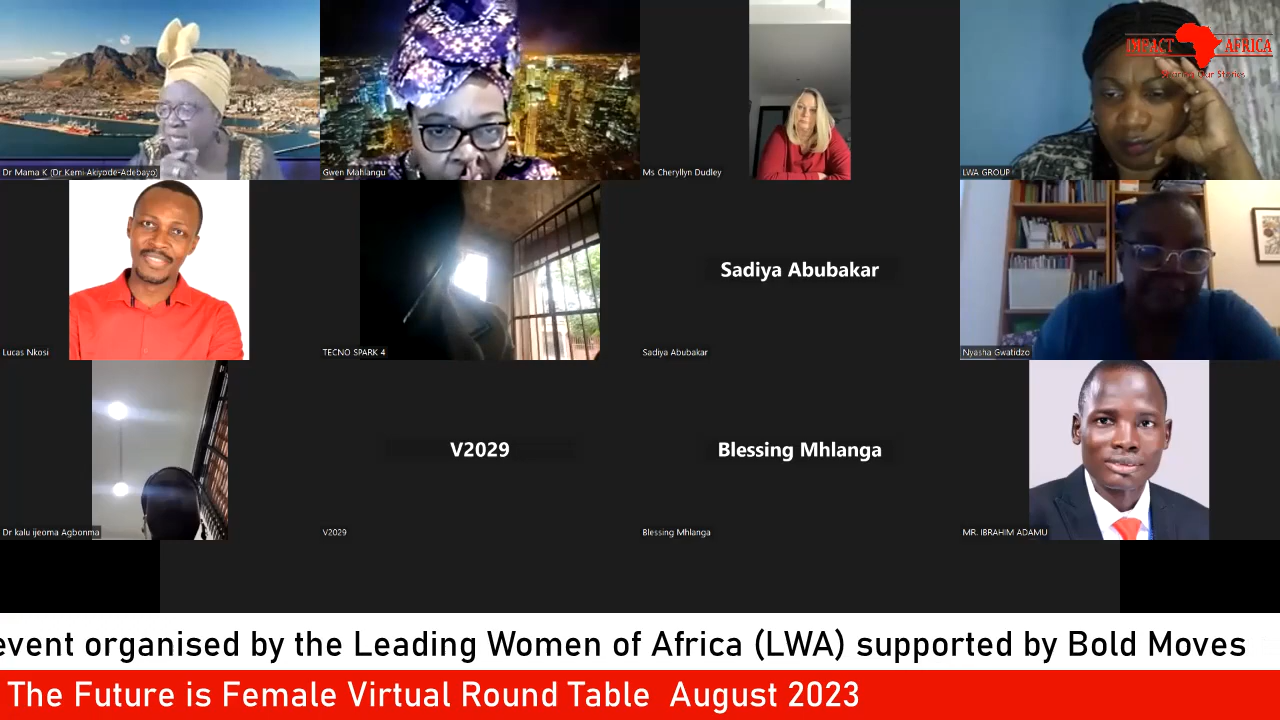 IMPACT AFRICA
Sharing Our Stories
Dr Mama K (Dr Kemi Akiyode-Adebayo)
Gwen Mahlangu
Ms Cheryllyn Dudley
LWA GROUP
Sadiya Abubakar
Lucas Nkosi
TECNO SPARK 4
Sadiya Abubakar
Nyasha Gwatidzo
V2029
Blessing Mhlanga
Dr kalu ijeoma Agbonma
V2029
Blessing Mhlanga
MR. IBRAHIM ADAMU
event organised by the Leading Women of Africa (LWA) supported by Bold Moves
The Future is Female Virtual Round Table August 2023